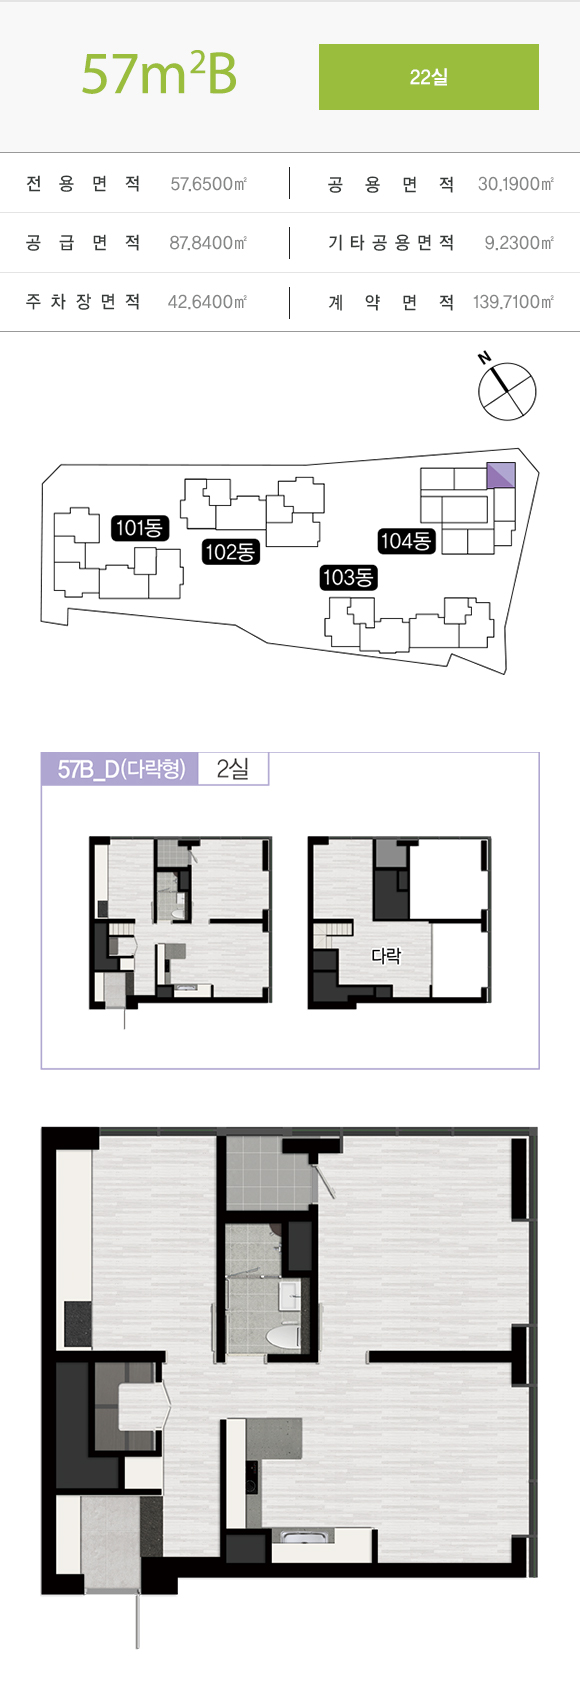 57m²B
22실
전용면적 57.6500㎡
공용면적 30.1900㎡
공급면적 87.8400㎡
기타공용면적 9.2300㎡
주차장면적 42.6400㎡
계약면적 139.7100㎡
N
101동
102동
104동
103동
57B_D(다락형) 2실
다락